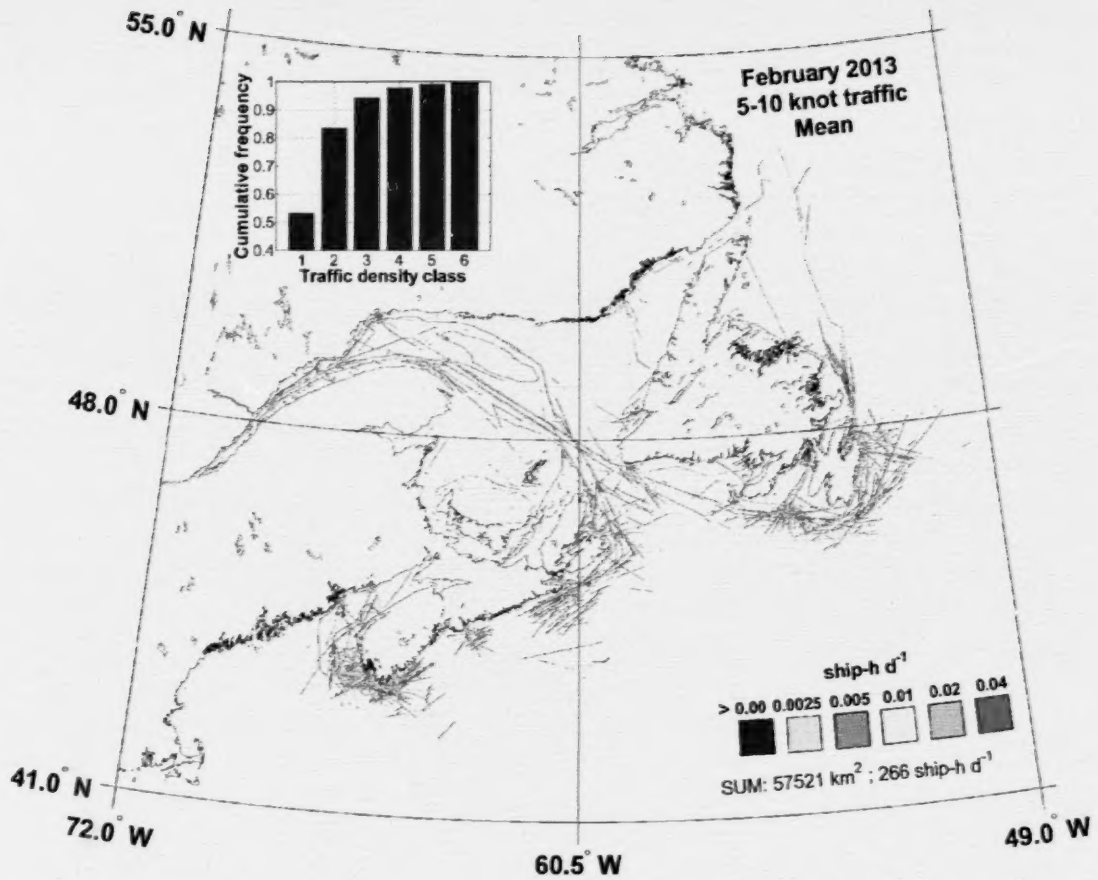 55.0° N
February 2013
5-10 knot traffic
Mean
Cumulative frequency
1
0.9
0.8
0.7
0.6
0.5
0.4
1 2 3 4 5 6
Traffic density class
48.0° N
ship-h d⁻¹
> 0.00 0.0025 0.005 0.01 0.02 0.04
SUM: 57521 km² ; 266 ship-h d⁻¹
41.0° N
72.0° W
60.5° W
49.0° W